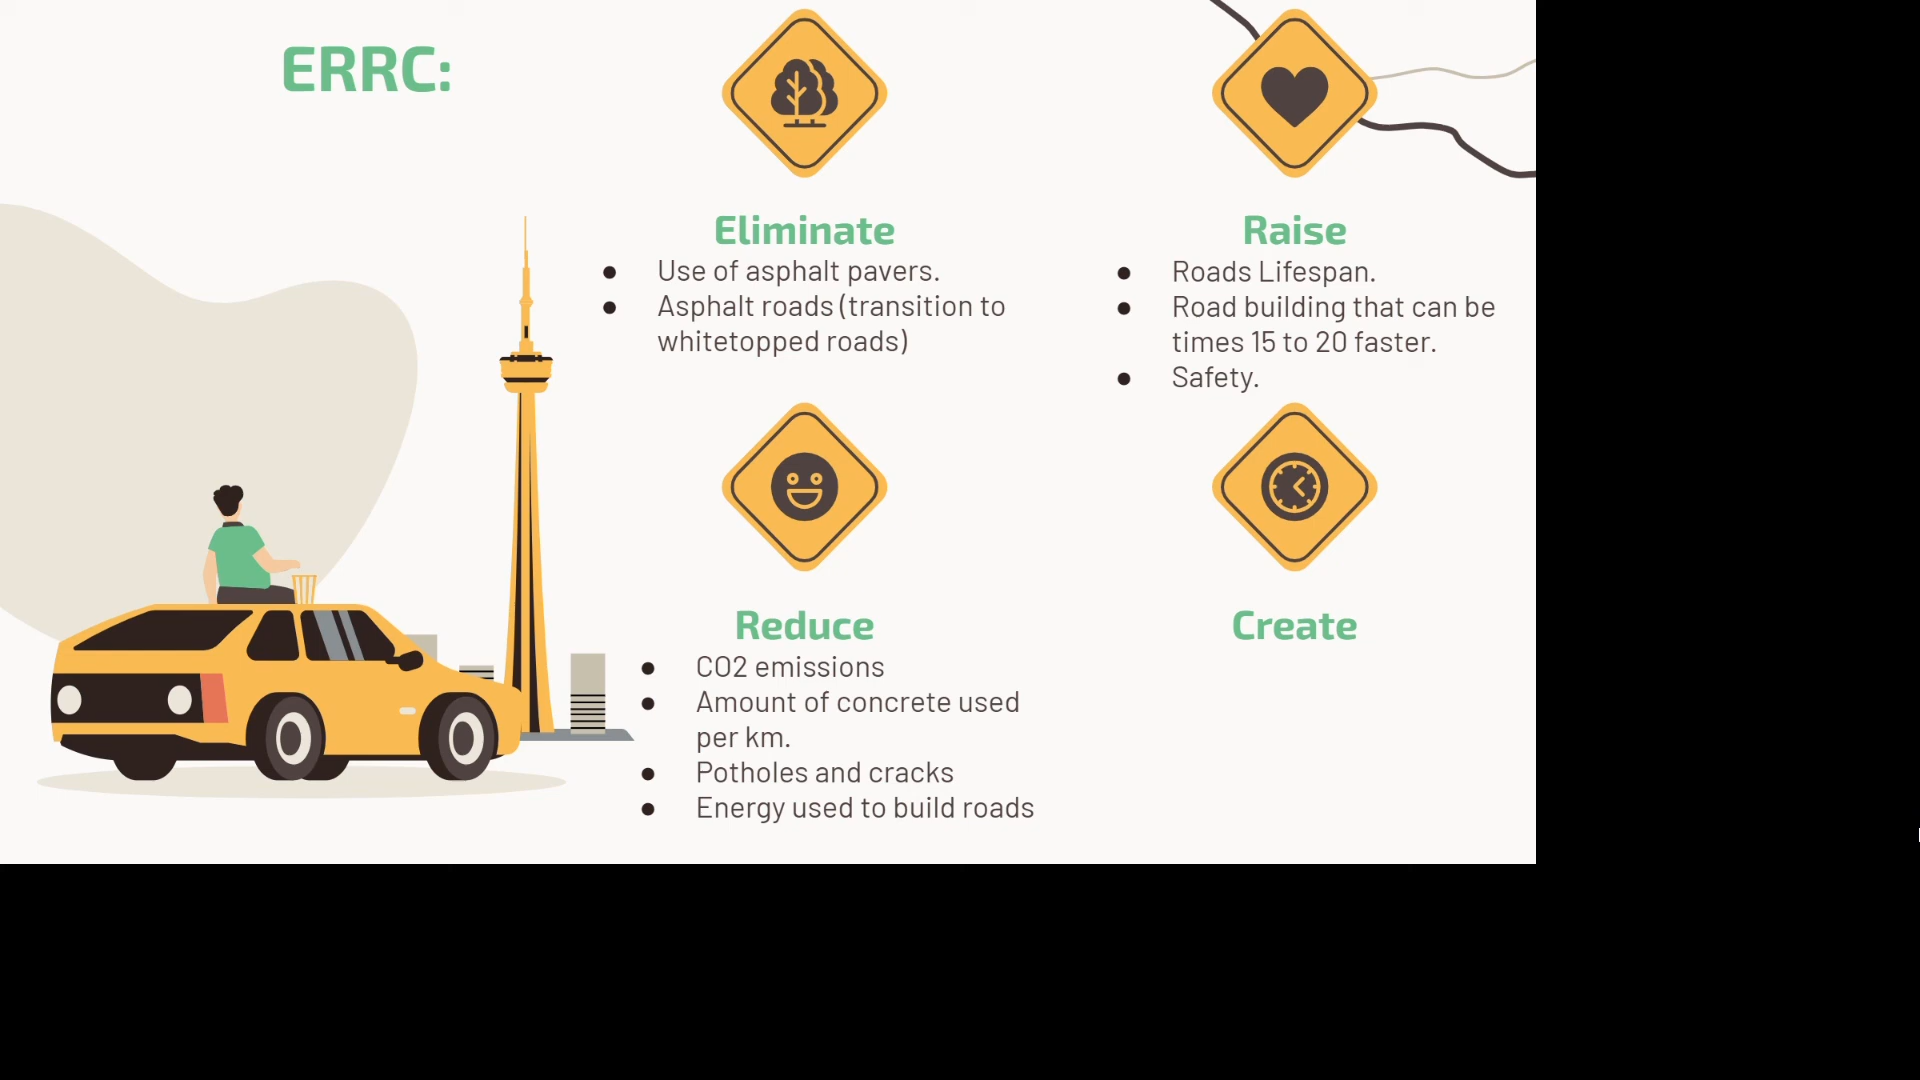 ERRC:
Eliminate
● Use of asphalt pavers.
● Asphalt roads (transition to
whitetopped roads)
Raise
● Roads Lifespan.
● Road building that can be
times 15 to 20 faster.
● Safety.
Reduce
● CO2 emissions
● Amount of concrete used
per km.
● Potholes and cracks
● Energy used to build roads
Create